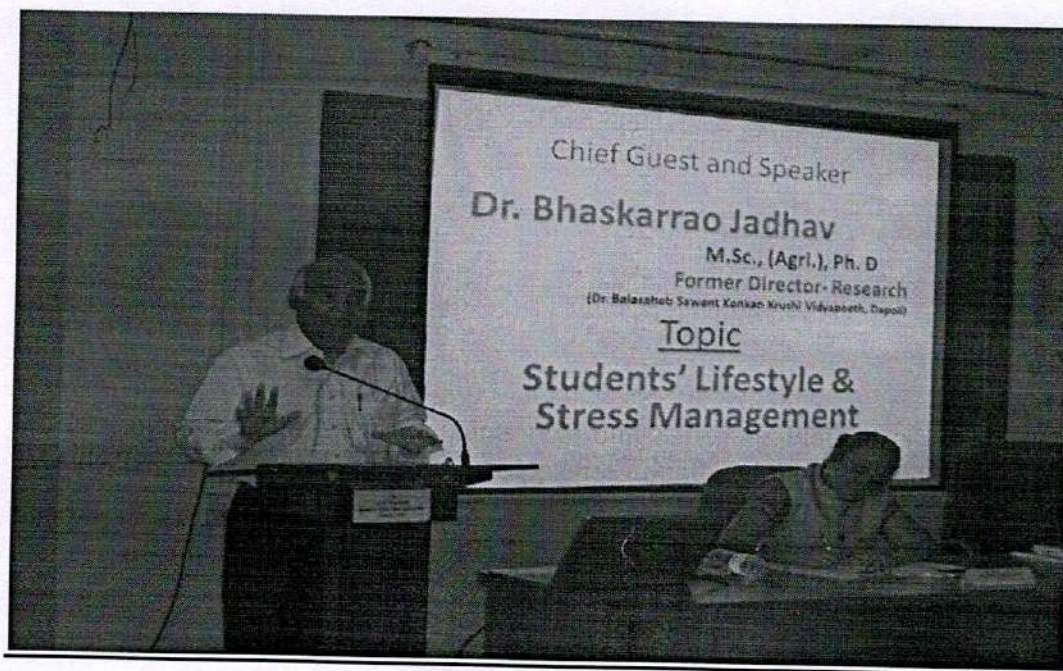 Chief Guest and Speaker
Dr. Bhaskarrao Jadhav
M.Sc., (Agri.), Ph. D
Former Director- Research
(Dr. Balasaheb Sawant Konkan Krushi Vidyapeeth, Dapoli)
Topic
Students' Lifestyle &
Stress Management